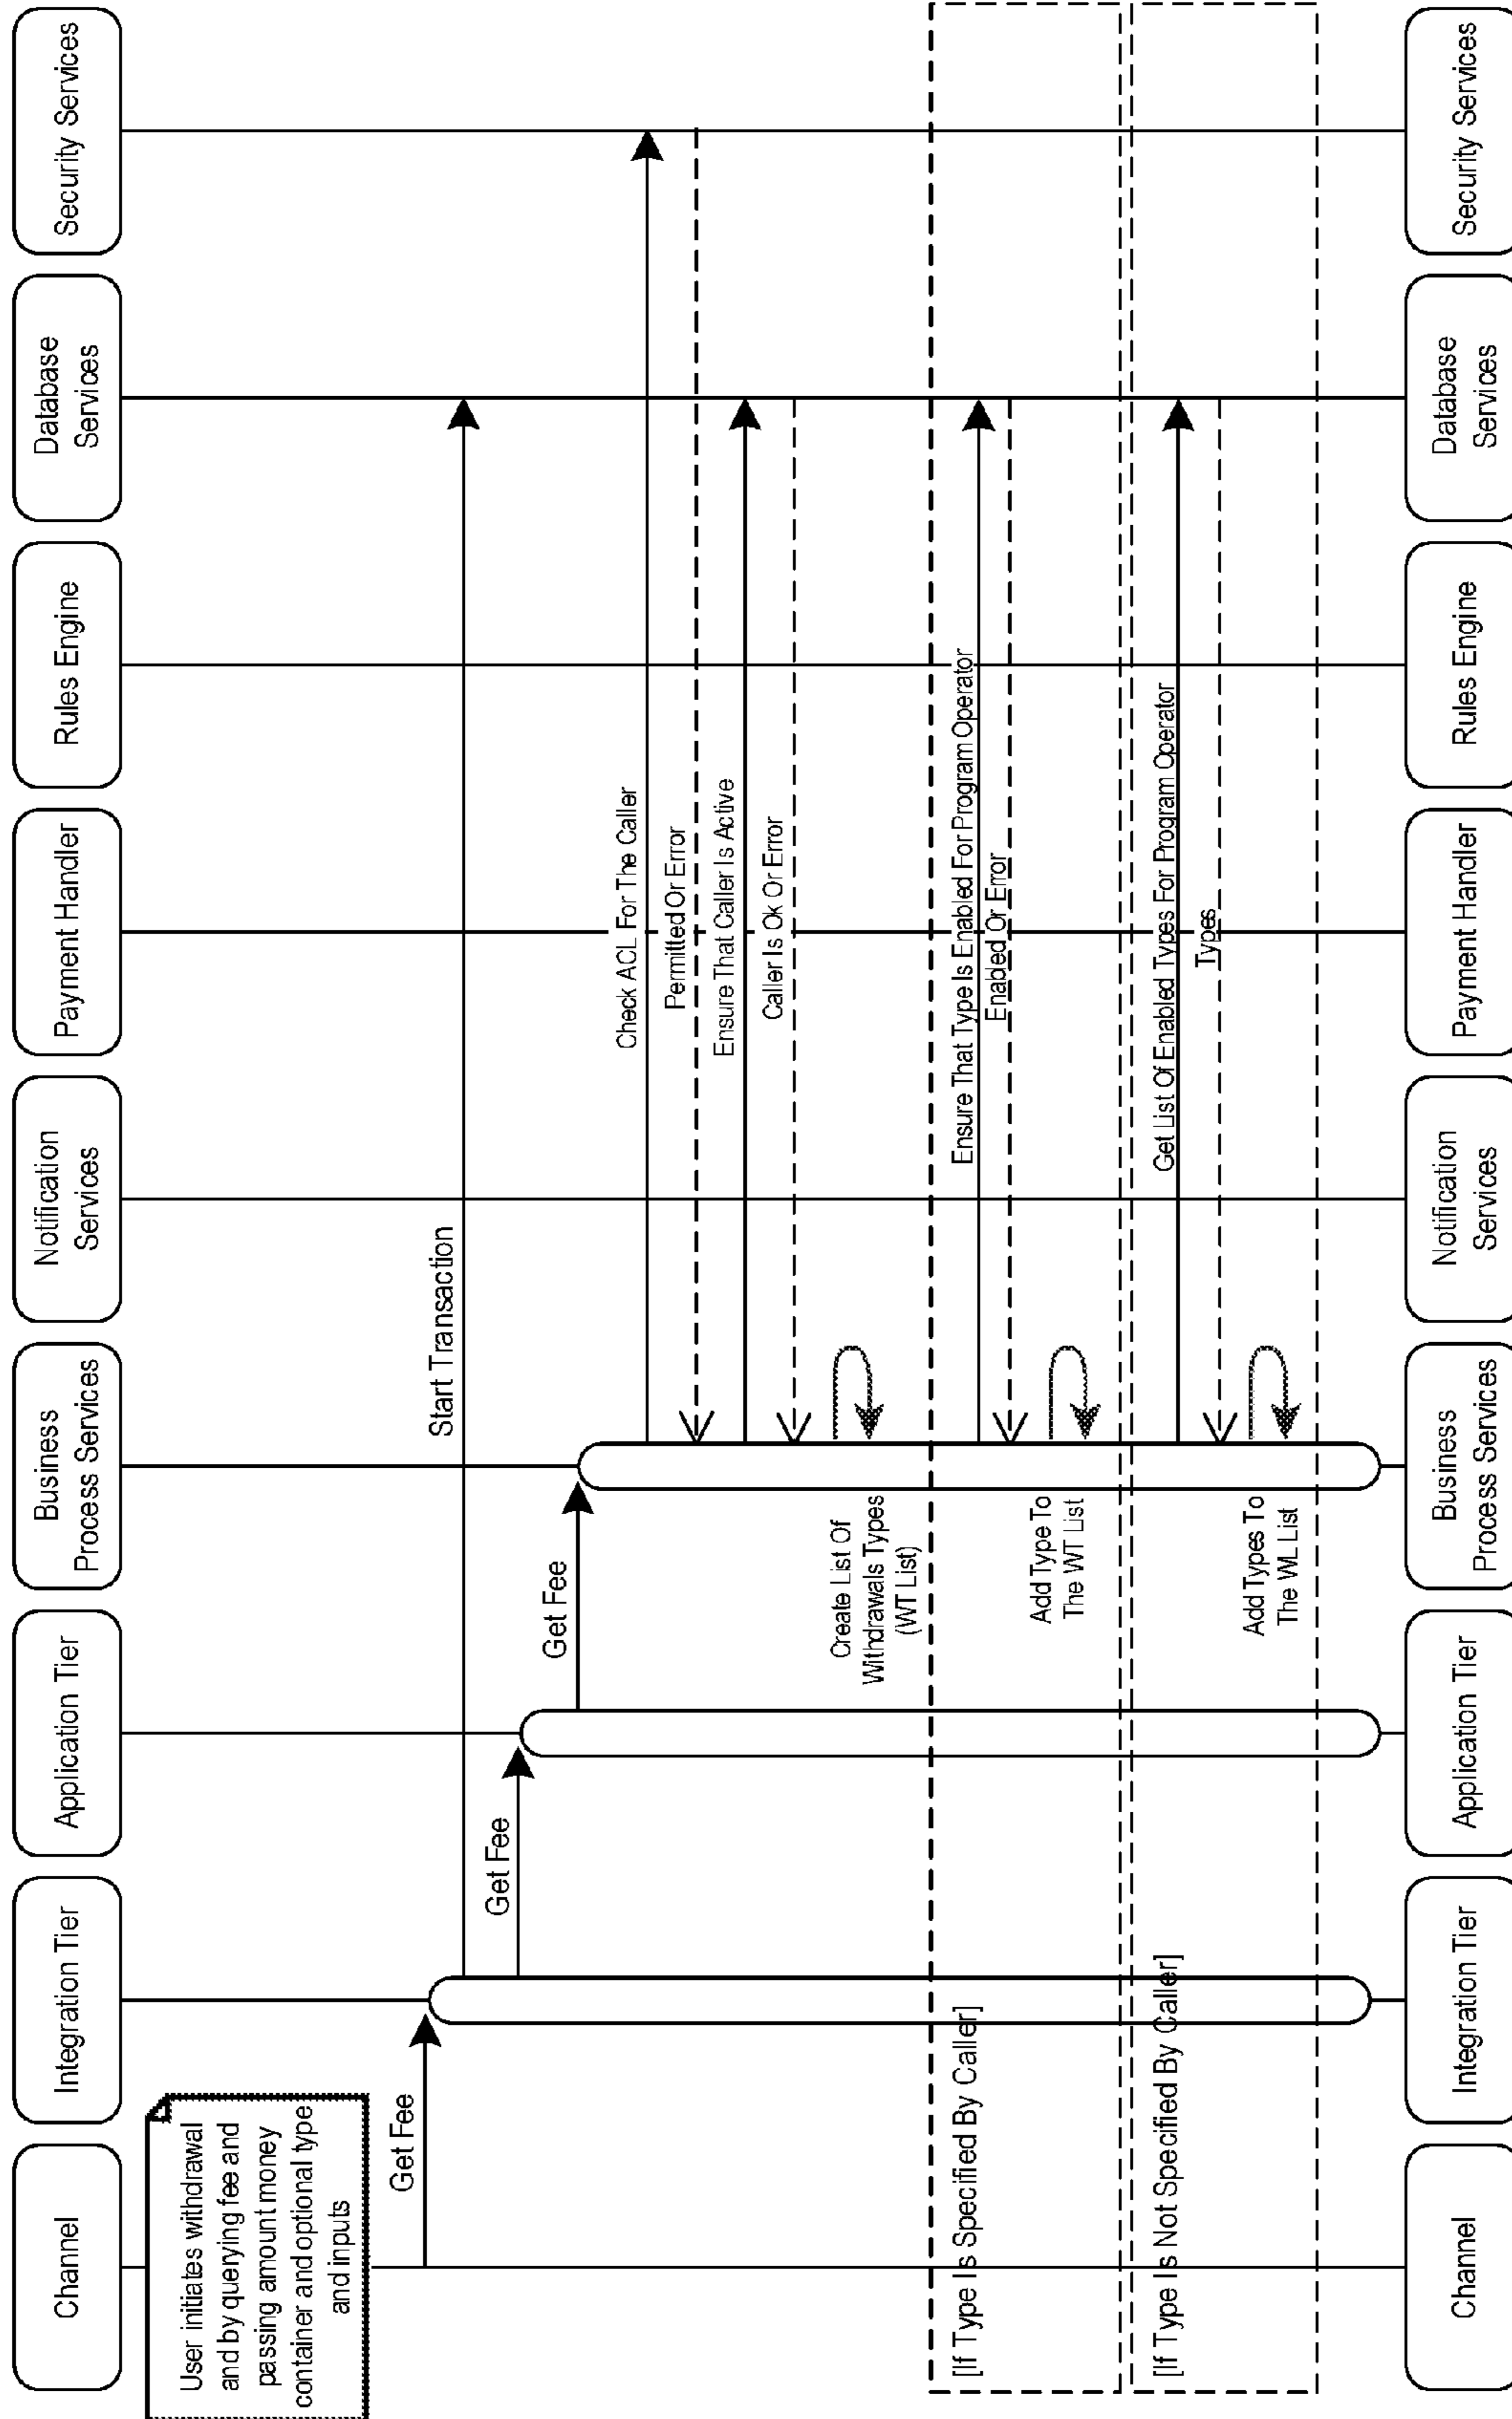 Channel
Integration Tier
Application Tier
Business
Process Services
Notification
Services
Payment Handler
Rules Engine
Database
Services
Security Services
User initiates withdrawal
and by querying fee and
passing amount money
container and optional type
and inputs
Get Fee
Start Transaction
Get Fee
Get Fee
Check ACL For The Caller
Permitted Or Error
Ensure That Caller Is Active
Caller Is Ok Or Error
Create List Of
Withdrawals Types
(WT List)
[If Type Is Specified By Caller]
Ensure That Type Is Enabled For Program Operator
Enabled Or Error
Add Type To
The WT List
[If Type Is Not Specified By Caller]
Get List Of Enabled Types For Program Operator
Types
Add Types To
The WL List
Channel
Integration Tier
Application Tier
Business
Process Services
Notification
Services
Payment Handler
Rules Engine
Database
Services
Security Services